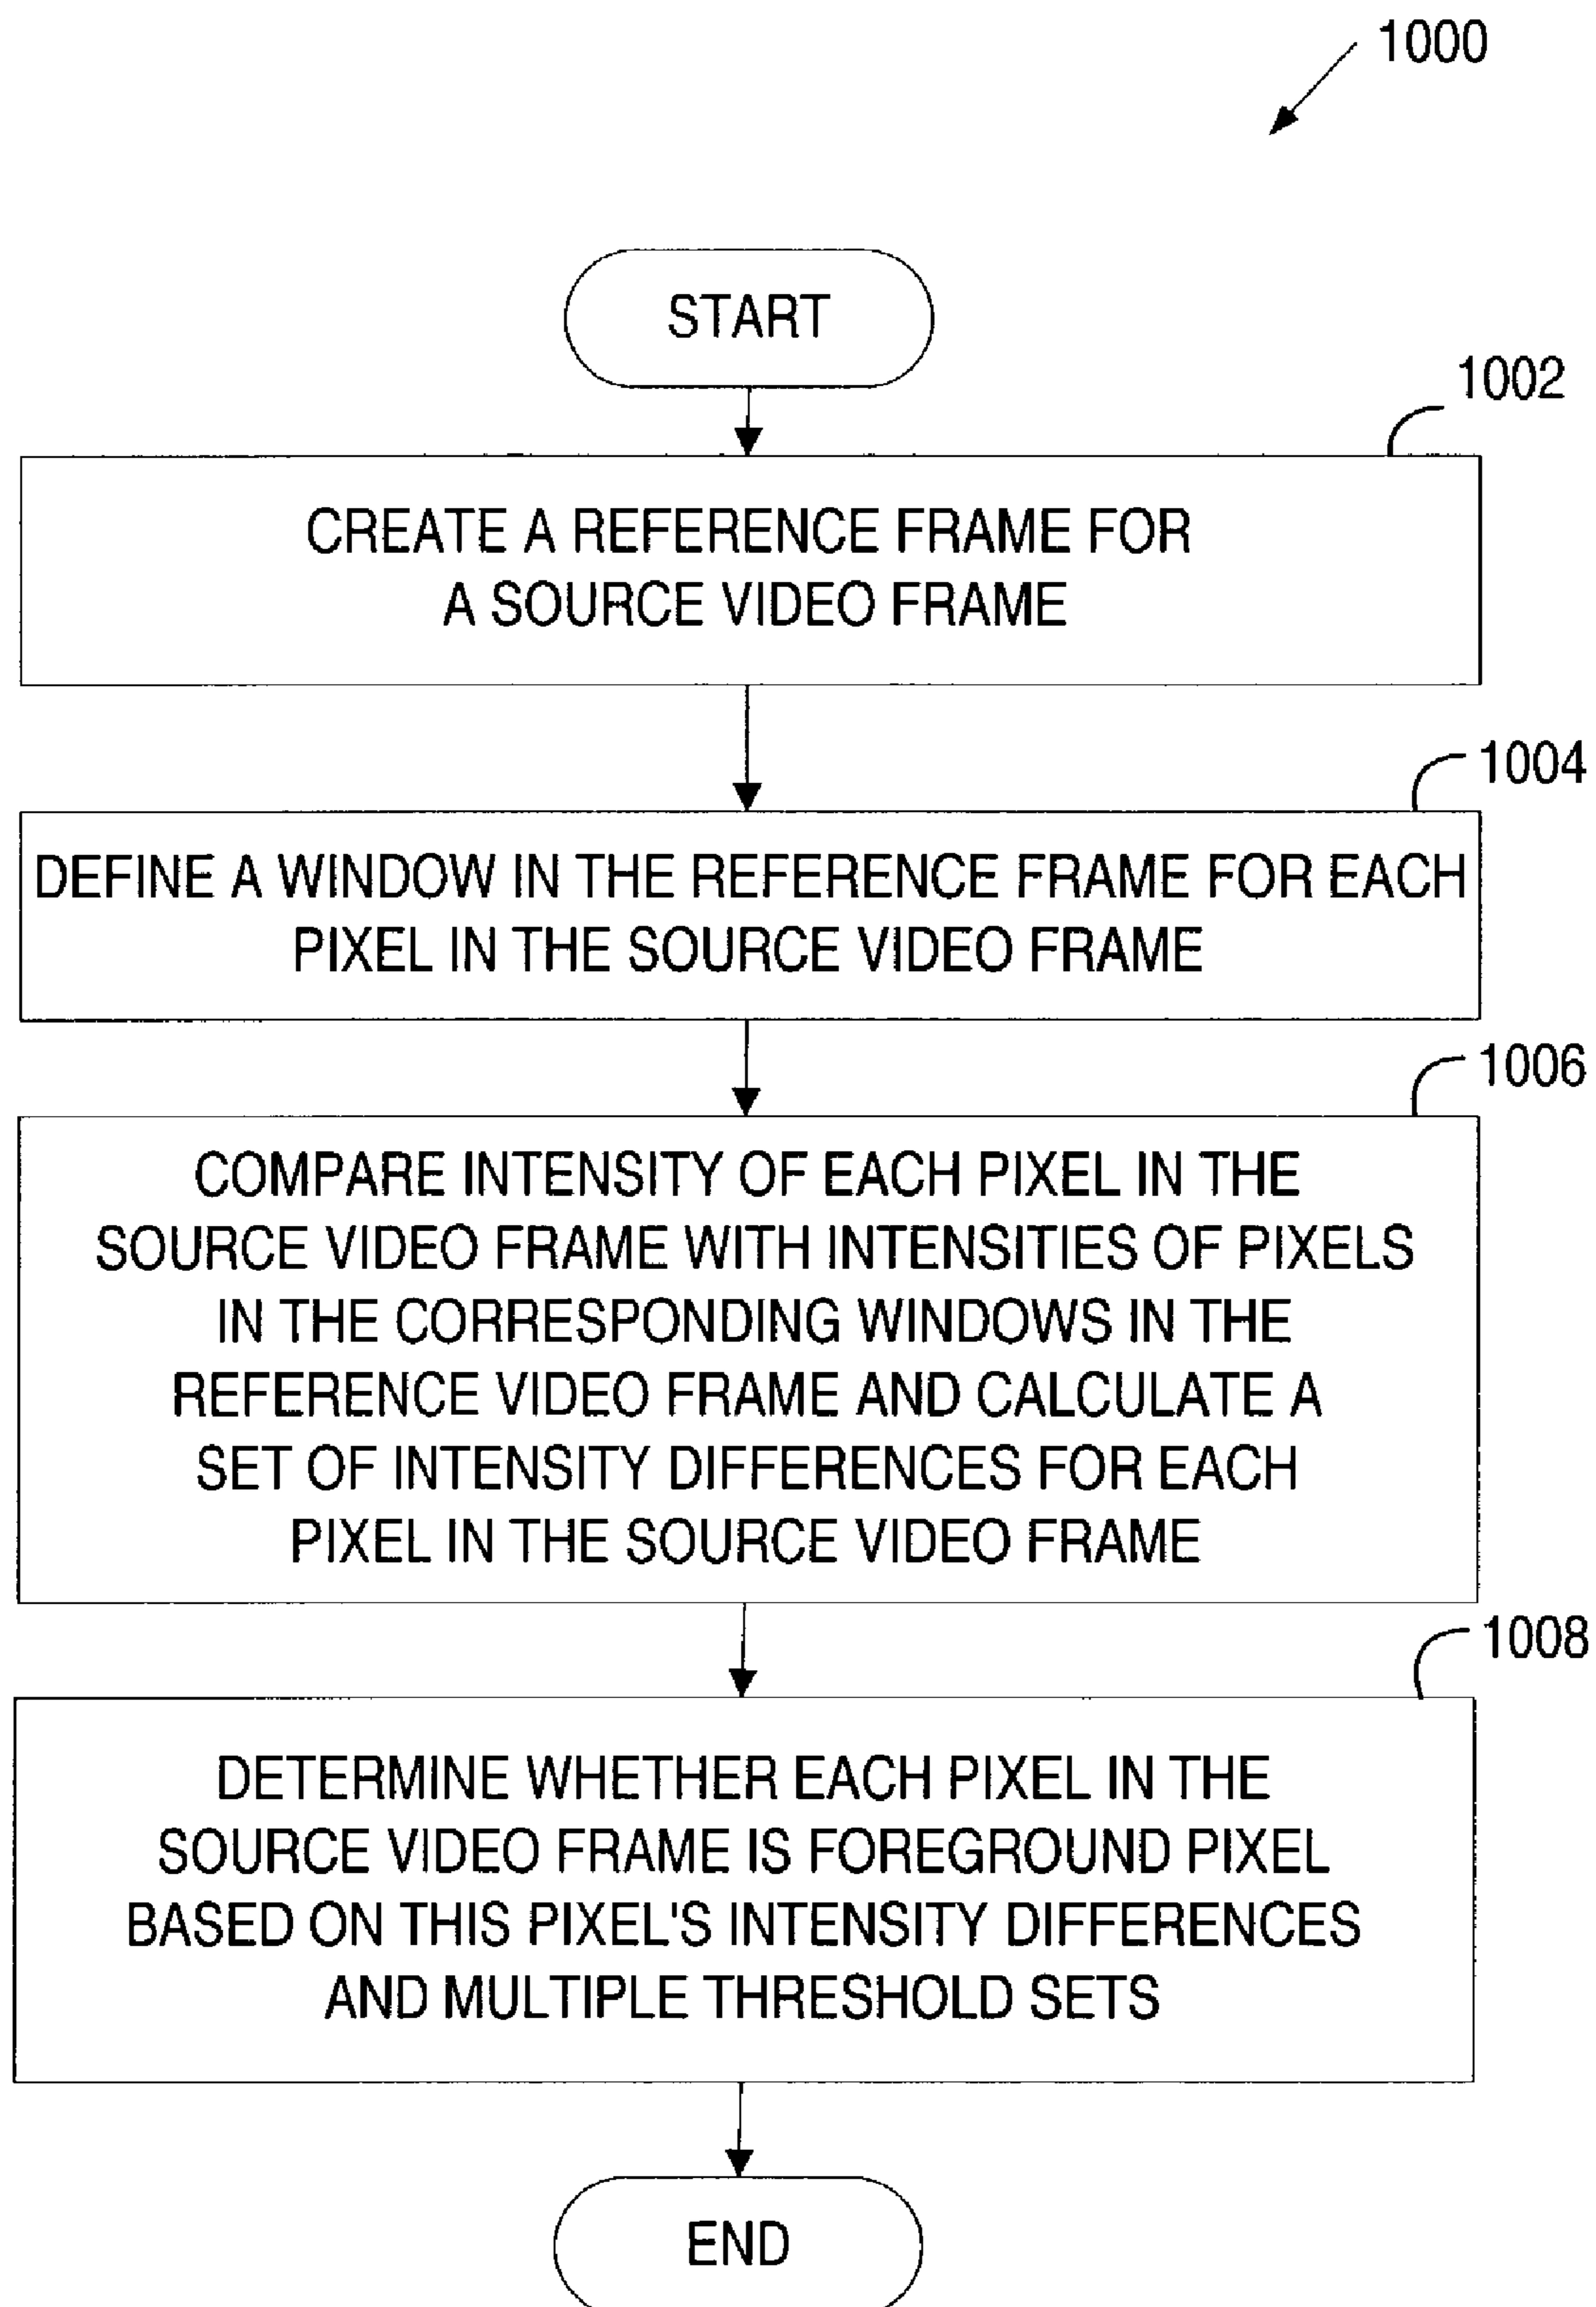 1000
START
1002
CREATE A REFERENCE FRAME FOR
A SOURCE VIDEO FRAME
1004
DEFINE A WINDOW IN THE REFERENCE FRAME FOR EACH
PIXEL IN THE SOURCE VIDEO FRAME
1006
COMPARE INTENSITY OF EACH PIXEL IN THE
SOURCE VIDEO FRAME WITH INTENSITIES OF PIXELS
IN THE CORRESPONDING WINDOWS IN THE
REFERENCE VIDEO FRAME AND CALCULATE A
SET OF INTENSITY DIFFERENCES FOR EACH
PIXEL IN THE SOURCE VIDEO FRAME
1008
DETERMINE WHETHER EACH PIXEL IN THE
SOURCE VIDEO FRAME IS FOREGROUND PIXEL
BASED ON THIS PIXEL'S INTENSITY DIFFERENCES
AND MULTIPLE THRESHOLD SETS
END